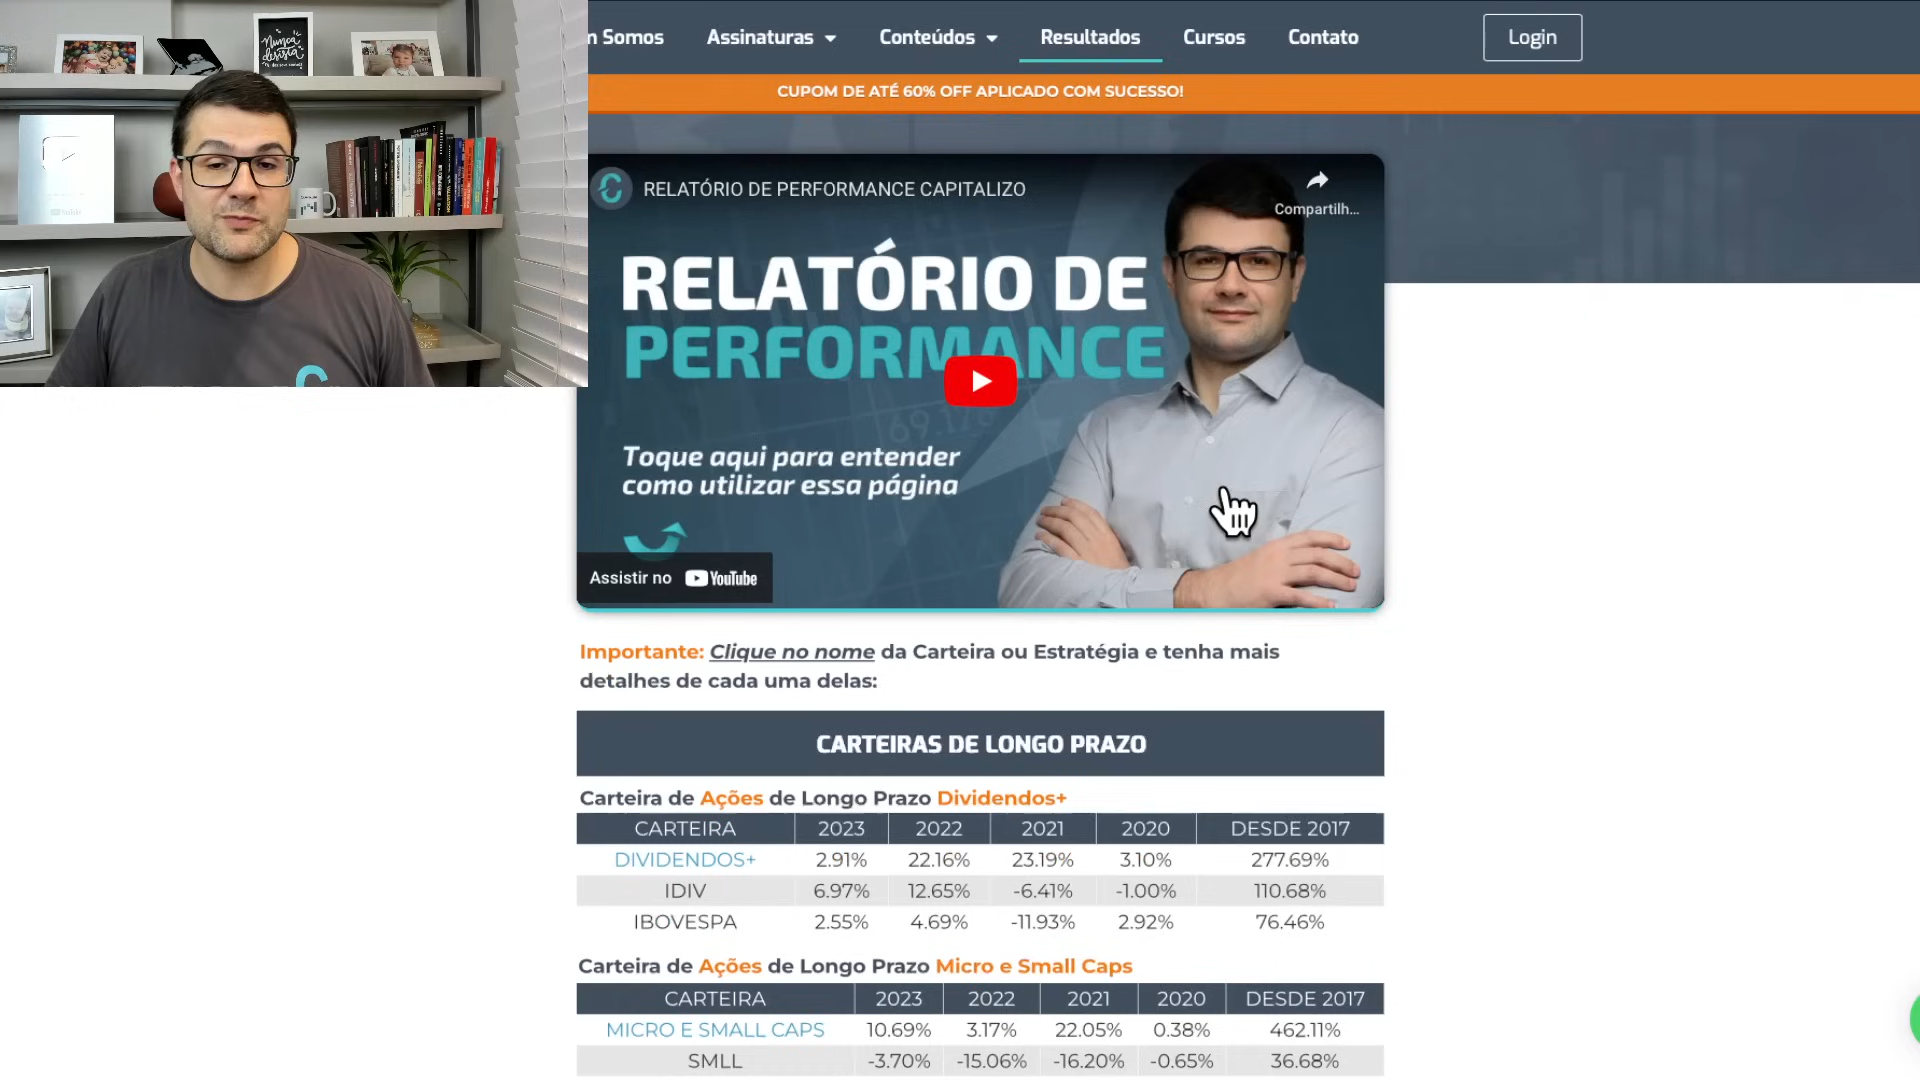 Nunca
desista
n Somos
Assinaturas
Conteúdos
Resultados
Cursos
Contato
Login
CUPOM DE ATÉ 60% OFF APLICADO COM SUCESSO!
RELATÓRIO DE PERFORMANCE CAPITALIZO
Compartilh...
RELATÓRIO DE
PERFORMANCE
Toque aqui para entender
como utilizar essa página
Assistir no YouTube
Importante: Clique no nome da Carteira ou Estratégia e tenha mais
detalhes de cada uma delas:
CARTEIRAS DE LONGO PRAZO
Carteira de Ações de Longo Prazo Dividendos+
CARTEIRA 2023 2022 2021 2020 DESDE 2017
DIVIDENDOS+ 2.91% 22.16% 23.19% 3.10% 277.69%
IDIV 6.97% 12.65% -6.41% -1.00% 110.68%
IBOVESPA 2.55% 4.69% -11.93% 2.92% 76.46%
Carteira de Ações de Longo Prazo Micro e Small Caps
CARTEIRA 2023 2022 2021 2020 DESDE 2017
MICRO E SMALL CAPS 10.69% 3.17% 22.05% 0.38% 462.11%
SMLL -3.70% -15.06% -16.20% -0.65% 36.68%